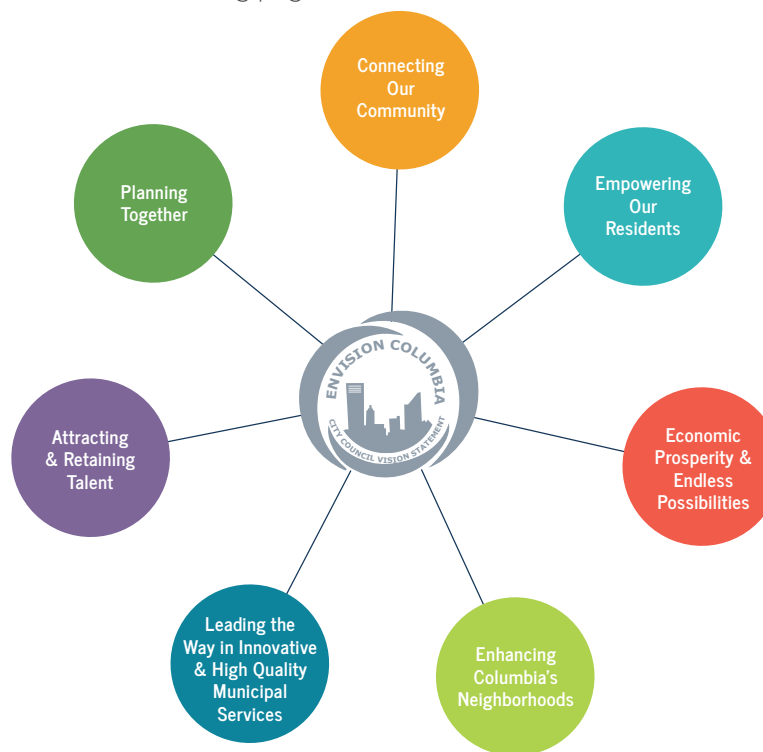 Connecting
Our
Community
Empowering
Our
Residents
Economic
Prosperity &
Endless
Possibilities
Enhancing
Columbia's
Neighborhoods
Leading the
Way in Innovative
& High Quality
Municipal
Services
Attracting
& Retaining
Talent
Planning
Together
ENVISION COLUMBIA
CITY COUNCIL VISION STATEMENT